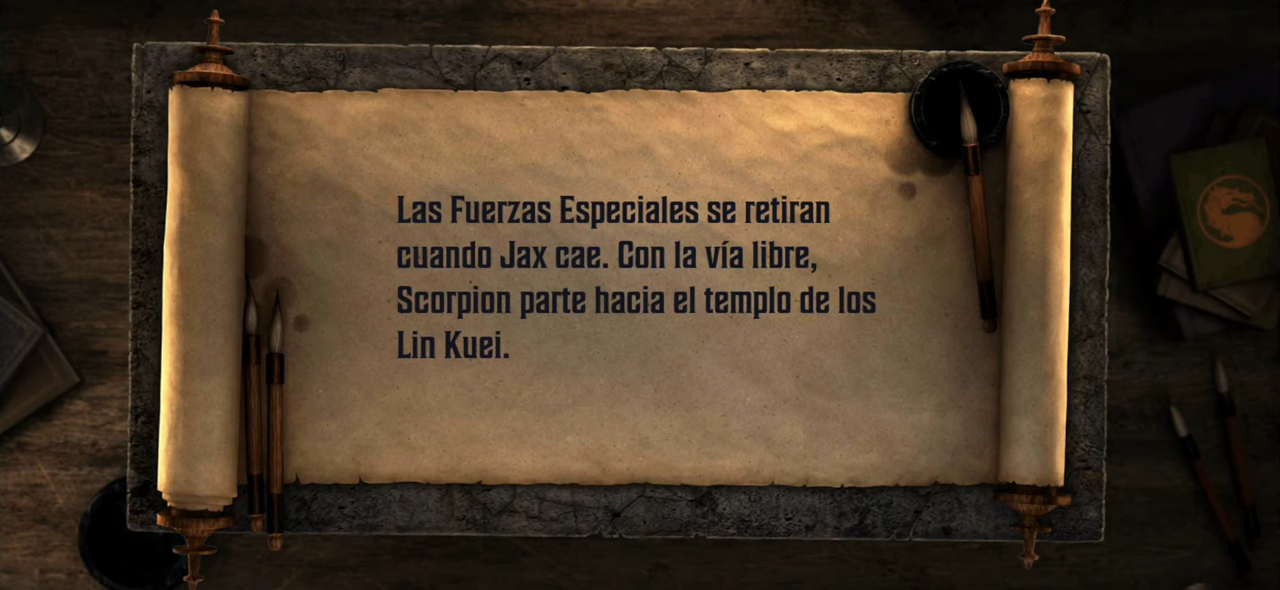 Las Fuerzas Especiales se retiran
cuando Jax cae. Con la vía libre,
Scorpion parte hacia el templo de los
Lin Kuei.